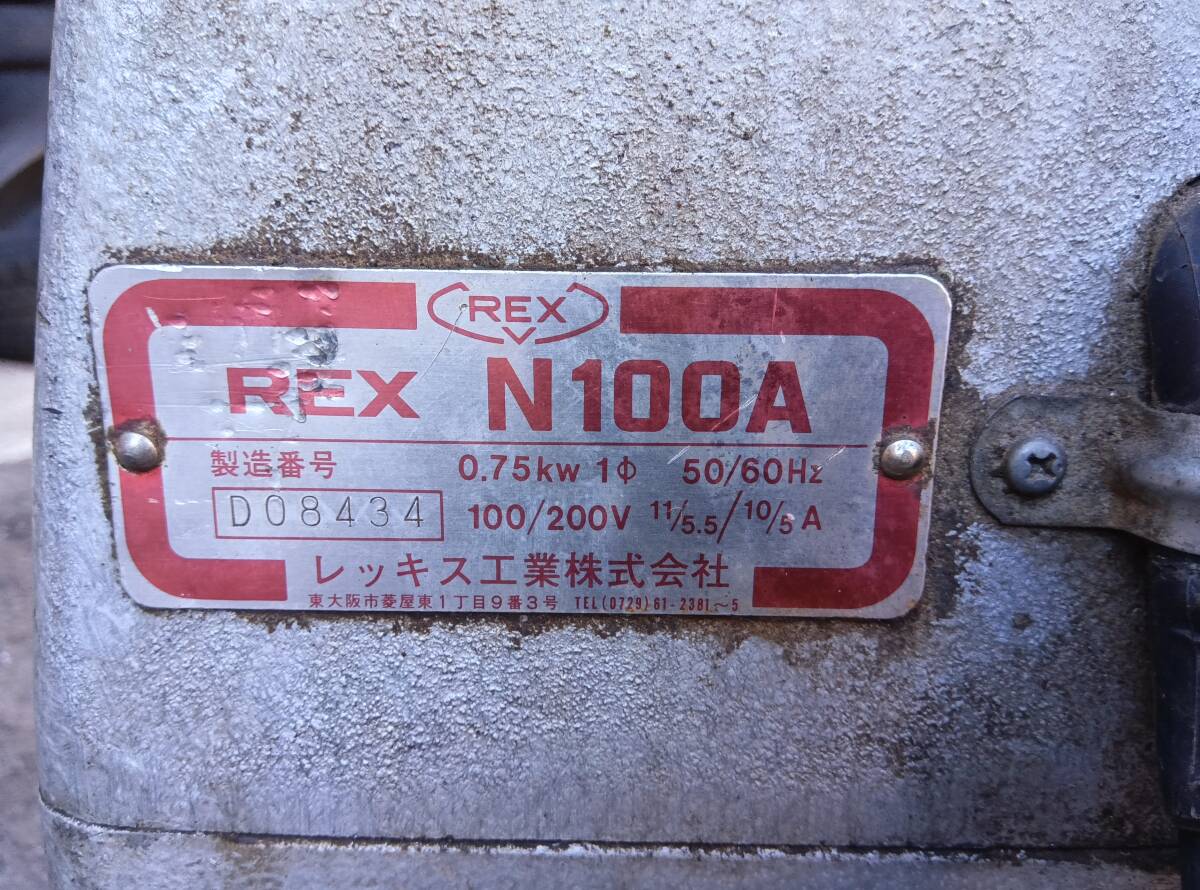 REX
REX N100A
製造番号 0.75kw 1Φ 50/60Hz
D08434 100/200V 11/5.5/10/5 A
レッキス工業株式会社
東大阪市菱屋東1丁目9番3号 TEL(0729)61-2381〜5